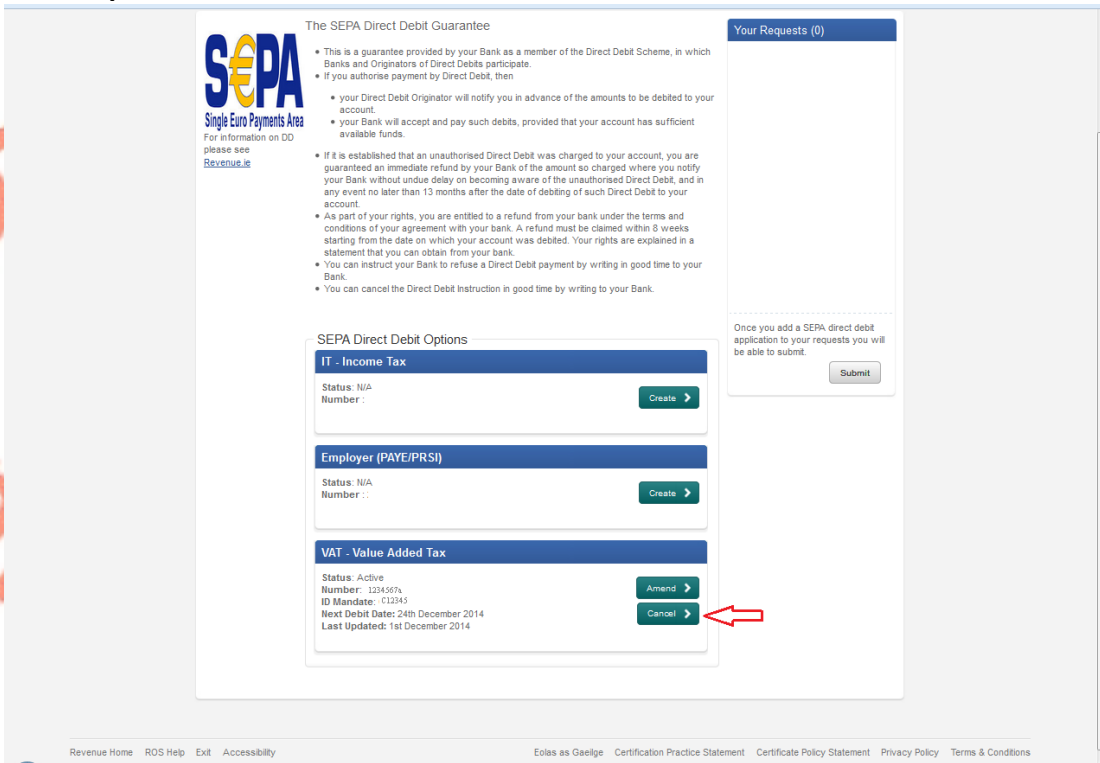 The SEPA Direct Debit Guarantee
SEPA
Single Euro Payments Area
For information on DD
please see
Revenue.ie
• This is a guarantee provided by your Bank as a member of the Direct Debit Scheme, in which
Banks and Originators of Direct Debits participate.
• If you authorise payment by Direct Debit, then
• your Direct Debit Originator will notify you in advance of the amounts to be debited to your
account.
• your Bank will accept and pay such debits, provided that your account has sufficient
available funds.
• If it is established that an unauthorised Direct Debit was charged to your account, you are
guaranteed an immediate refund by your Bank of the amount so charged where you notify
your Bank without undue delay on becoming aware of the unauthorised Direct Debit, and in
any event no later than 13 months after the date of debiting of such Direct Debit to your
account.
• As part of your rights, you are entitled to a refund from your bank under the terms and
conditions of your agreement with your bank. A refund must be claimed within 8 weeks
starting from the date on which your account was debited. Your rights are explained in a
statement that you can obtain from your bank.
• You can instruct your Bank to refuse a Direct Debit payment by writing in good time to your
Bank.
• You can cancel the Direct Debit Instruction in good time by writing to your Bank.
Your Requests (0)
Once you add a SEPA direct debit
application to your requests you will
be able to submit.
Submit
SEPA Direct Debit Options
IT - Income Tax
Status: N/A
Number :
Create
Employer (PAYE/PRSI)
Status: N/A
Number : :
Create
VAT - Value Added Tax
Status: Active
Number: 1234567a
ID Mandate: C12345
Next Debit Date: 24th December 2014
Last Updated: 1st December 2014
Amend
Cancel
Revenue Home ROS Help Exit Accessibility Eolas as Gaeilge Certification Practice Statement Certificate Policy Statement Privacy Policy Terms & Conditions